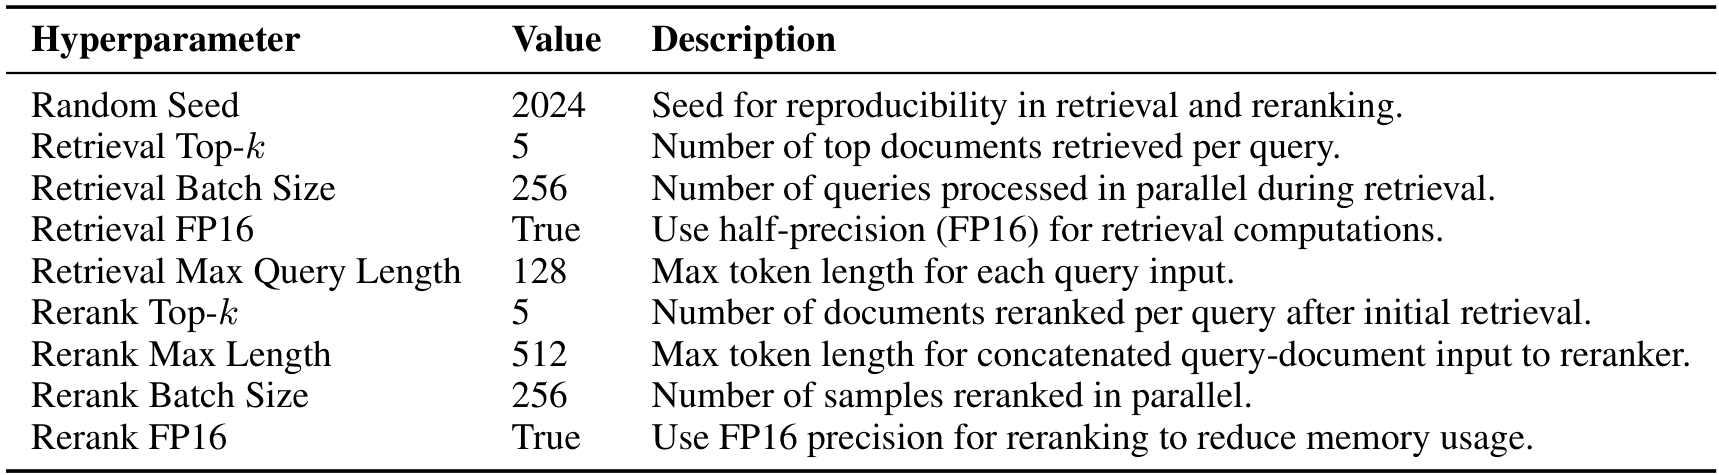 Hyperparameter Value Description
Random Seed 2024 Seed for reproducibility in retrieval and reranking.
Retrieval Top-k 5 Number of top documents retrieved per query.
Retrieval Batch Size 256 Number of queries processed in parallel during retrieval.
Retrieval FP16 True Use half-precision (FP16) for retrieval computations.
Retrieval Max Query Length 128 Max token length for each query input.
Rerank Top-k 5 Number of documents reranked per query after initial retrieval.
Rerank Max Length 512 Max token length for concatenated query-document input to reranker.
Rerank Batch Size 256 Number of samples reranked in parallel.
Rerank FP16 True Use FP16 precision for reranking to reduce memory usage.